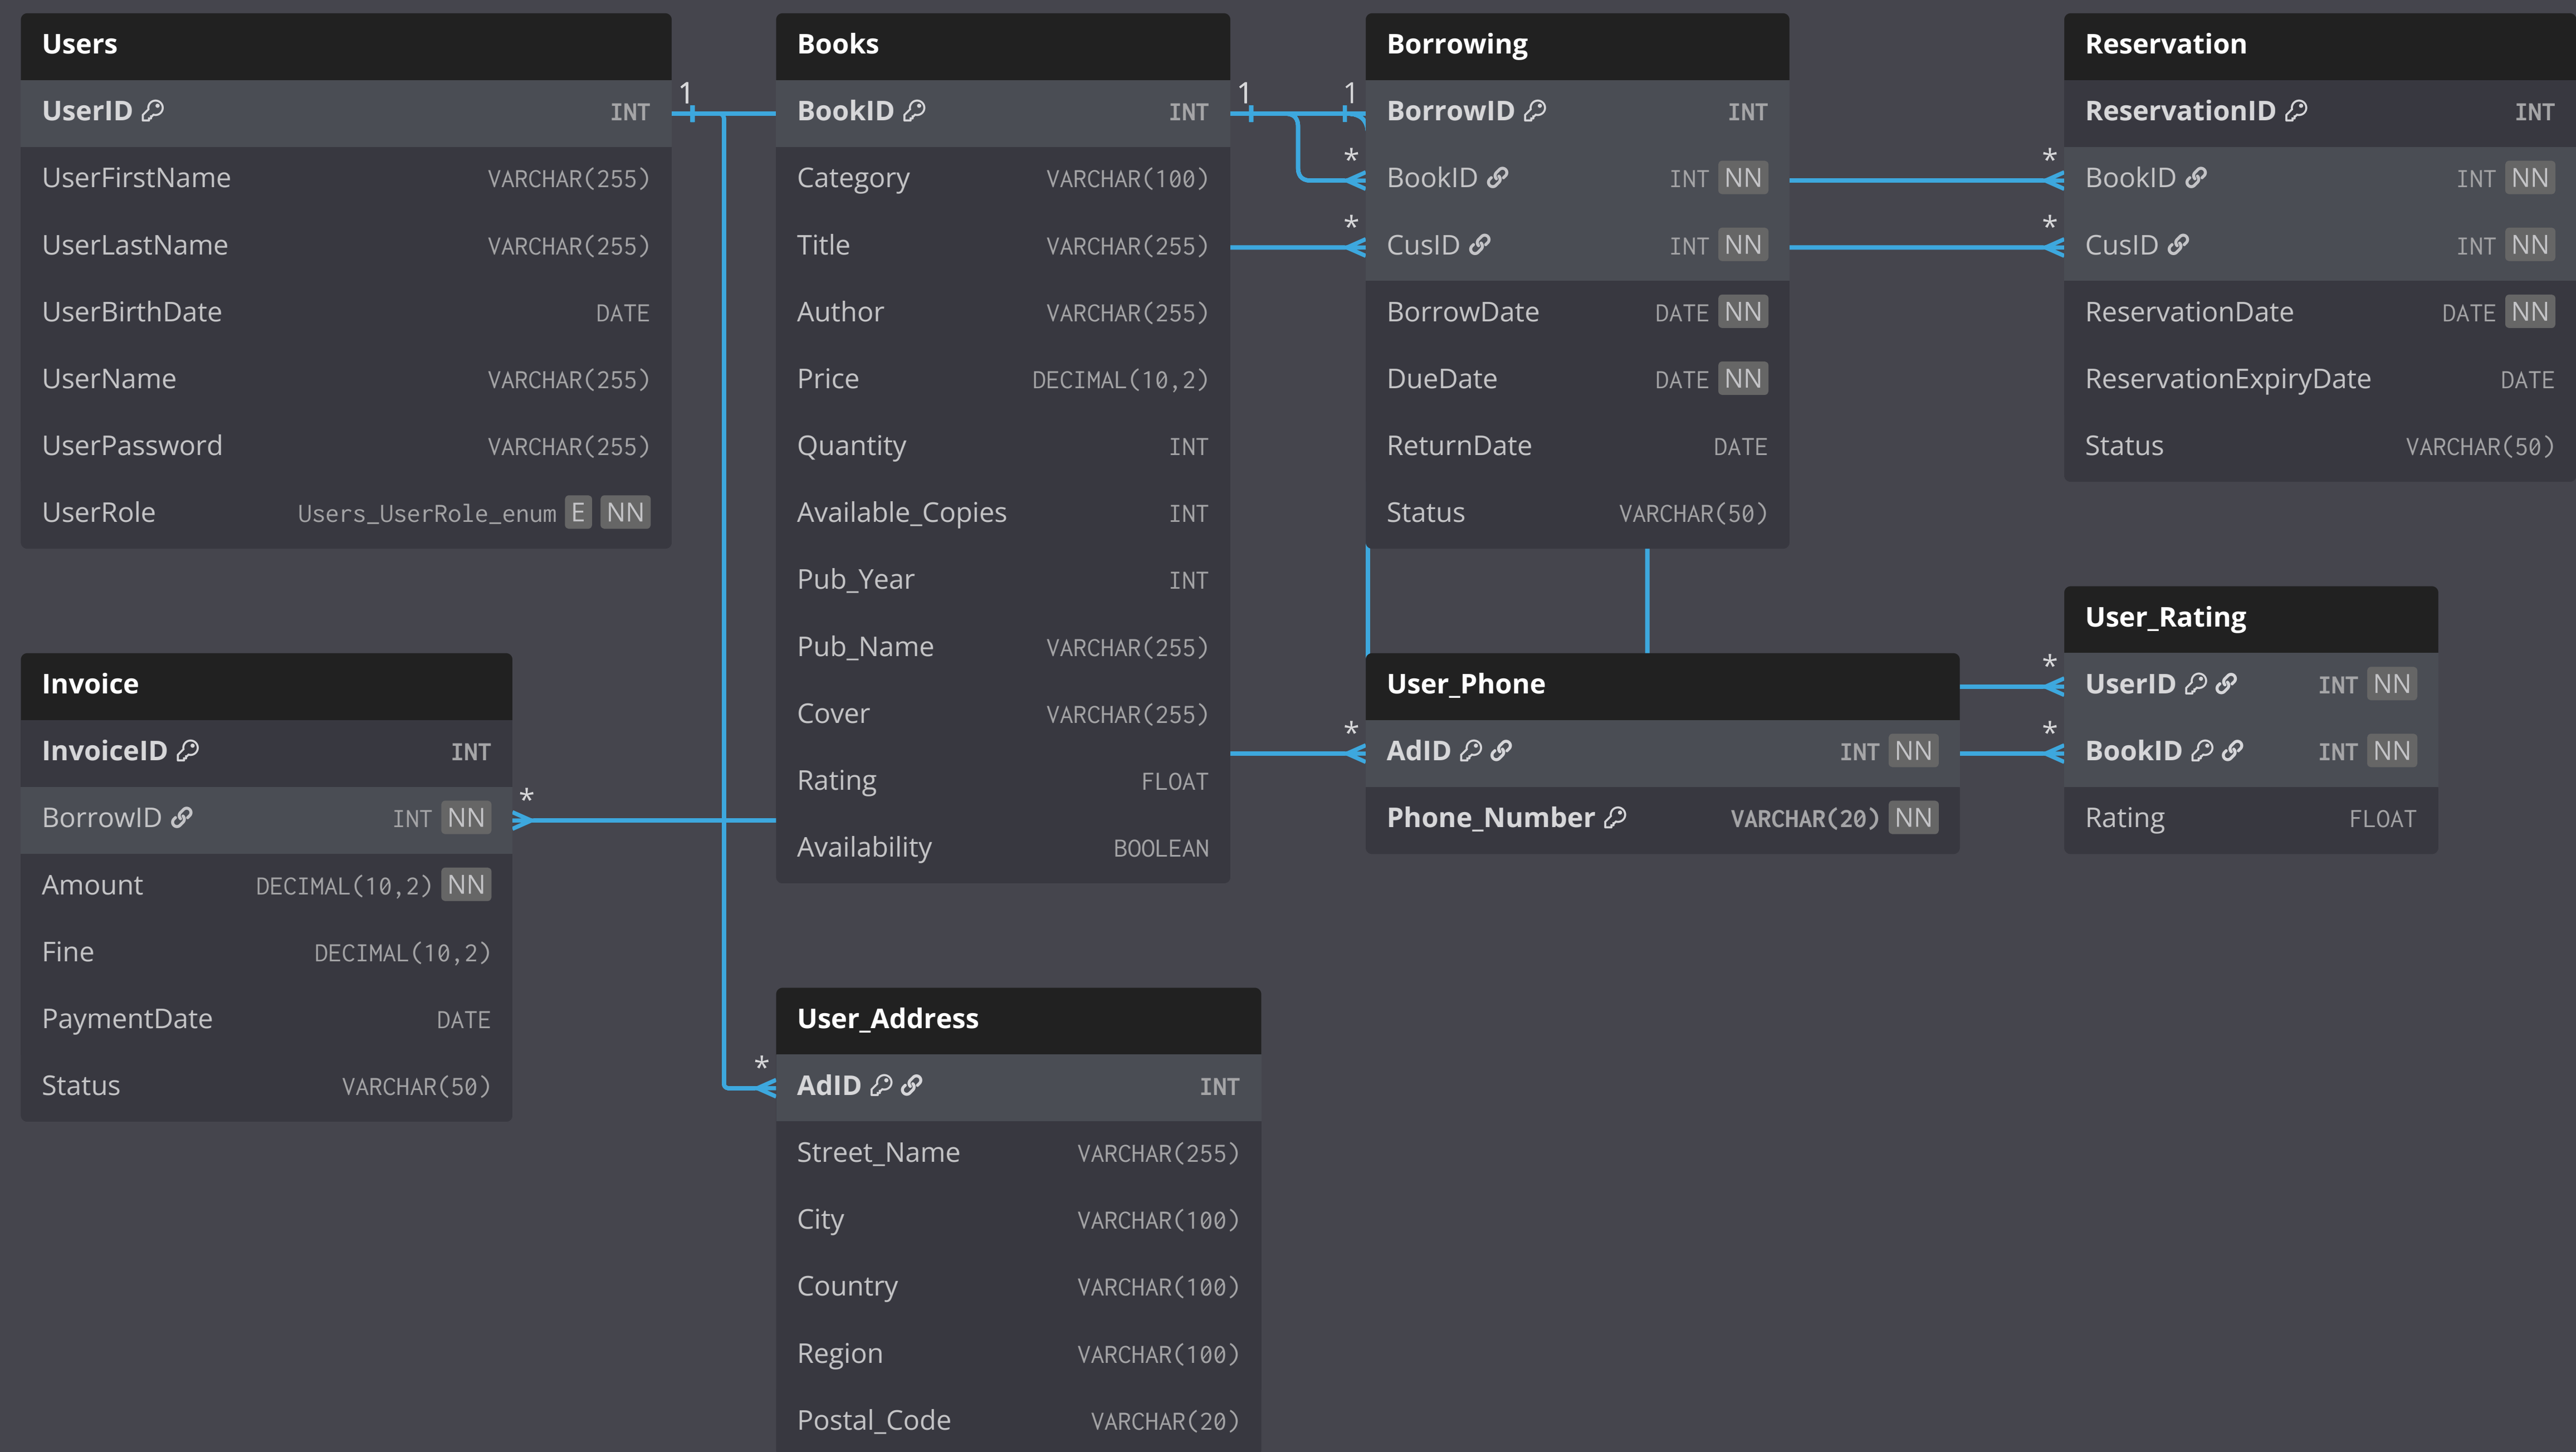 Users
UserID INT
UserFirstName VARCHAR(255)
UserLastName VARCHAR(255)
UserBirthDate DATE
UserName VARCHAR(255)
UserPassword VARCHAR(255)
UserRole Users_UserRole_enum E NN
1
Books
BookID INT
Category VARCHAR(100)
Title VARCHAR(255)
Author VARCHAR(255)
Price DECIMAL(10,2)
Quantity INT
Available_Copies INT
Pub_Year INT
Pub_Name VARCHAR(255)
Cover VARCHAR(255)
Rating FLOAT
Availability BOOLEAN
1
1
*
*
Borrowing
BorrowID INT
BookID INT NN
CusID INT NN
BorrowDate DATE NN
DueDate DATE NN
ReturnDate DATE
Status VARCHAR(50)
*
*
Reservation
ReservationID INT
BookID INT NN
CusID INT NN
ReservationDate DATE NN
ReservationExpiryDate DATE
Status VARCHAR(50)
Invoice
InvoiceID INT
BorrowID INT NN
Amount DECIMAL(10,2) NN
Fine DECIMAL(10,2)
PaymentDate DATE
Status VARCHAR(50)
*
*
User_Phone
AdID INT NN
Phone_Number VARCHAR(20) NN
*
*
User_Rating
UserID INT NN
BookID INT NN
Rating FLOAT
*
User_Address
AdID INT
Street_Name VARCHAR(255)
City VARCHAR(100)
Country VARCHAR(100)
Region VARCHAR(100)
Postal_Code VARCHAR(20)